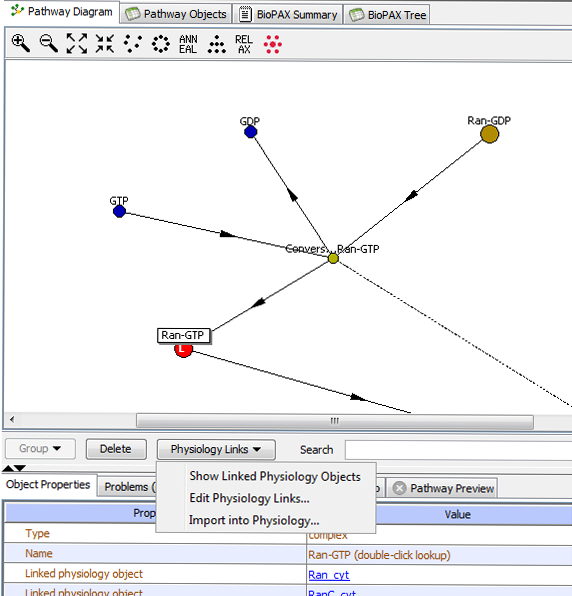 Pathway Diagram Pathway Objects BioPAX Summary BioPAX Tree
ANN EAL REL AX
GDP
Ran-GDP
GTP
Convers... Ran-GTP
Ran-GTP
L
Group Delete Physiology Links Search
Show Linked Physiology Objects
Edit Physiology Links...
Import into Physiology...
Object Properties Problems ( Pathway Preview
Value
Type complex
Name Ran-GTP (double-click lookup)
Linked physiology object Ran_cyt
Linked physiology object RanC_cyt